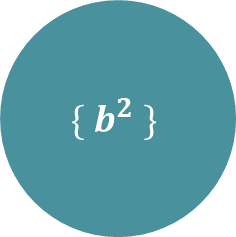 { b² }